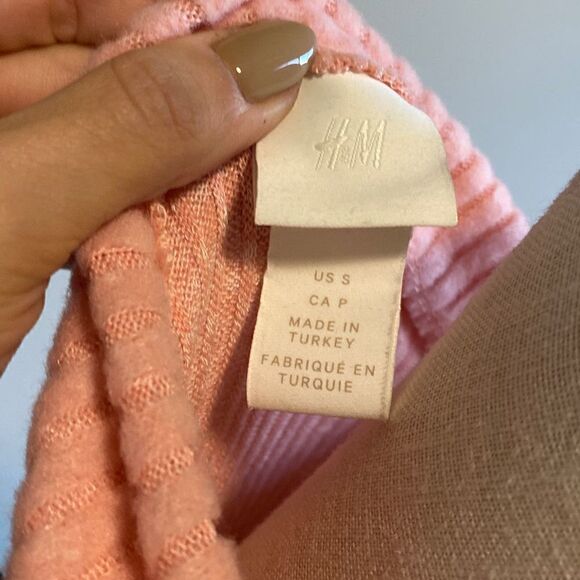 H&M
US S
CA P
MADE IN
TURKEY
FABRIQUÉ EN
TURQUIE